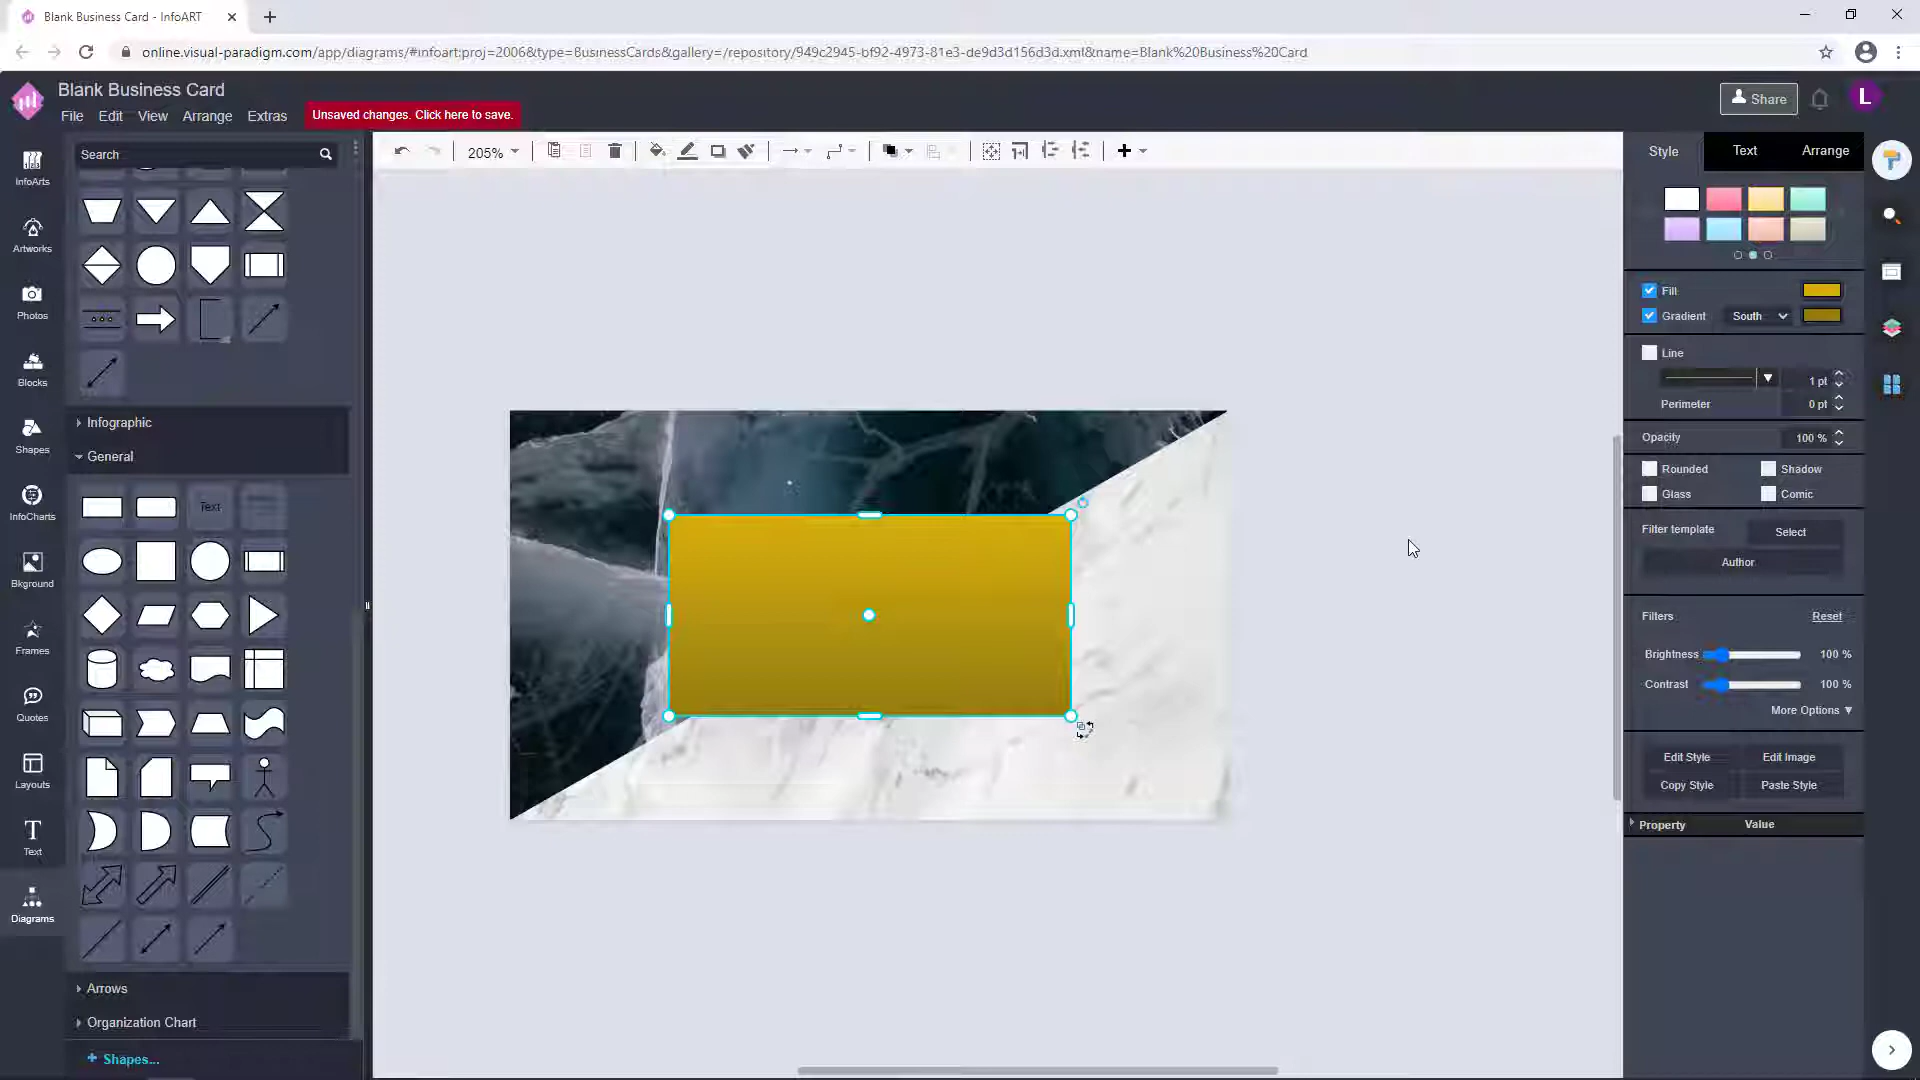 Blank Business Card - InfoART
online.visual-paradigm.com/app/diagrams/#infoart:proj=2006&type=BusinessCards&gallery=/repository/949c2945-bf92-4973-81e3-de9d3d156d3d.xml&name=Blank%20Business%20Card
Blank Business Card
Share
L
File Edit View Arrange Extras
Unsaved changes. Click here to save.
Search
205%
Style Text Arrange
InfoArts
Artworks
Photos
Blocks
Shapes
InfoCharts
Bkground
Frames
Quotes
Layouts
T
Text
Diagrams
Infographic
General
Text
Arrows
Organization Chart
+ Shapes...
Fill
Gradient South
Line
1 pt
Perimeter 0 pt
Opacity 100 %
Rounded Shadow
Glass Comic
Filter template Select
Author
Filters Reset
Brightness 100 %
Contrast 100 %
More Options ▼
Edit Style Edit Image
Copy Style Paste Style
Property Value